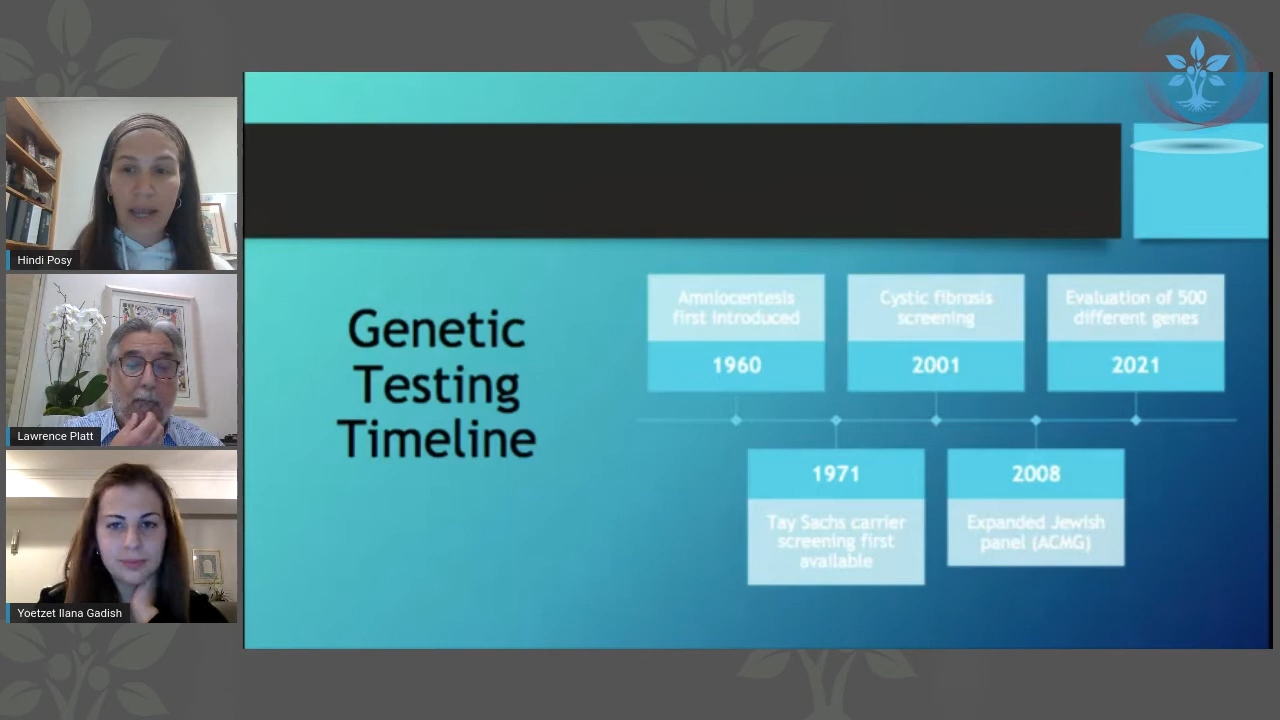 Hindi Posy
Lawrence Platt
Yoetzet Ilana Gadish
Genetic
Testing
Timeline
Amniocentesis
first introduced
1960
Cystic fibrosis
screening
2001
Evaluation of 500
different genes
2021
1971
Tay Sachs carrier
screening first
available
2008
Expanded Jewish
panel (ACMG)